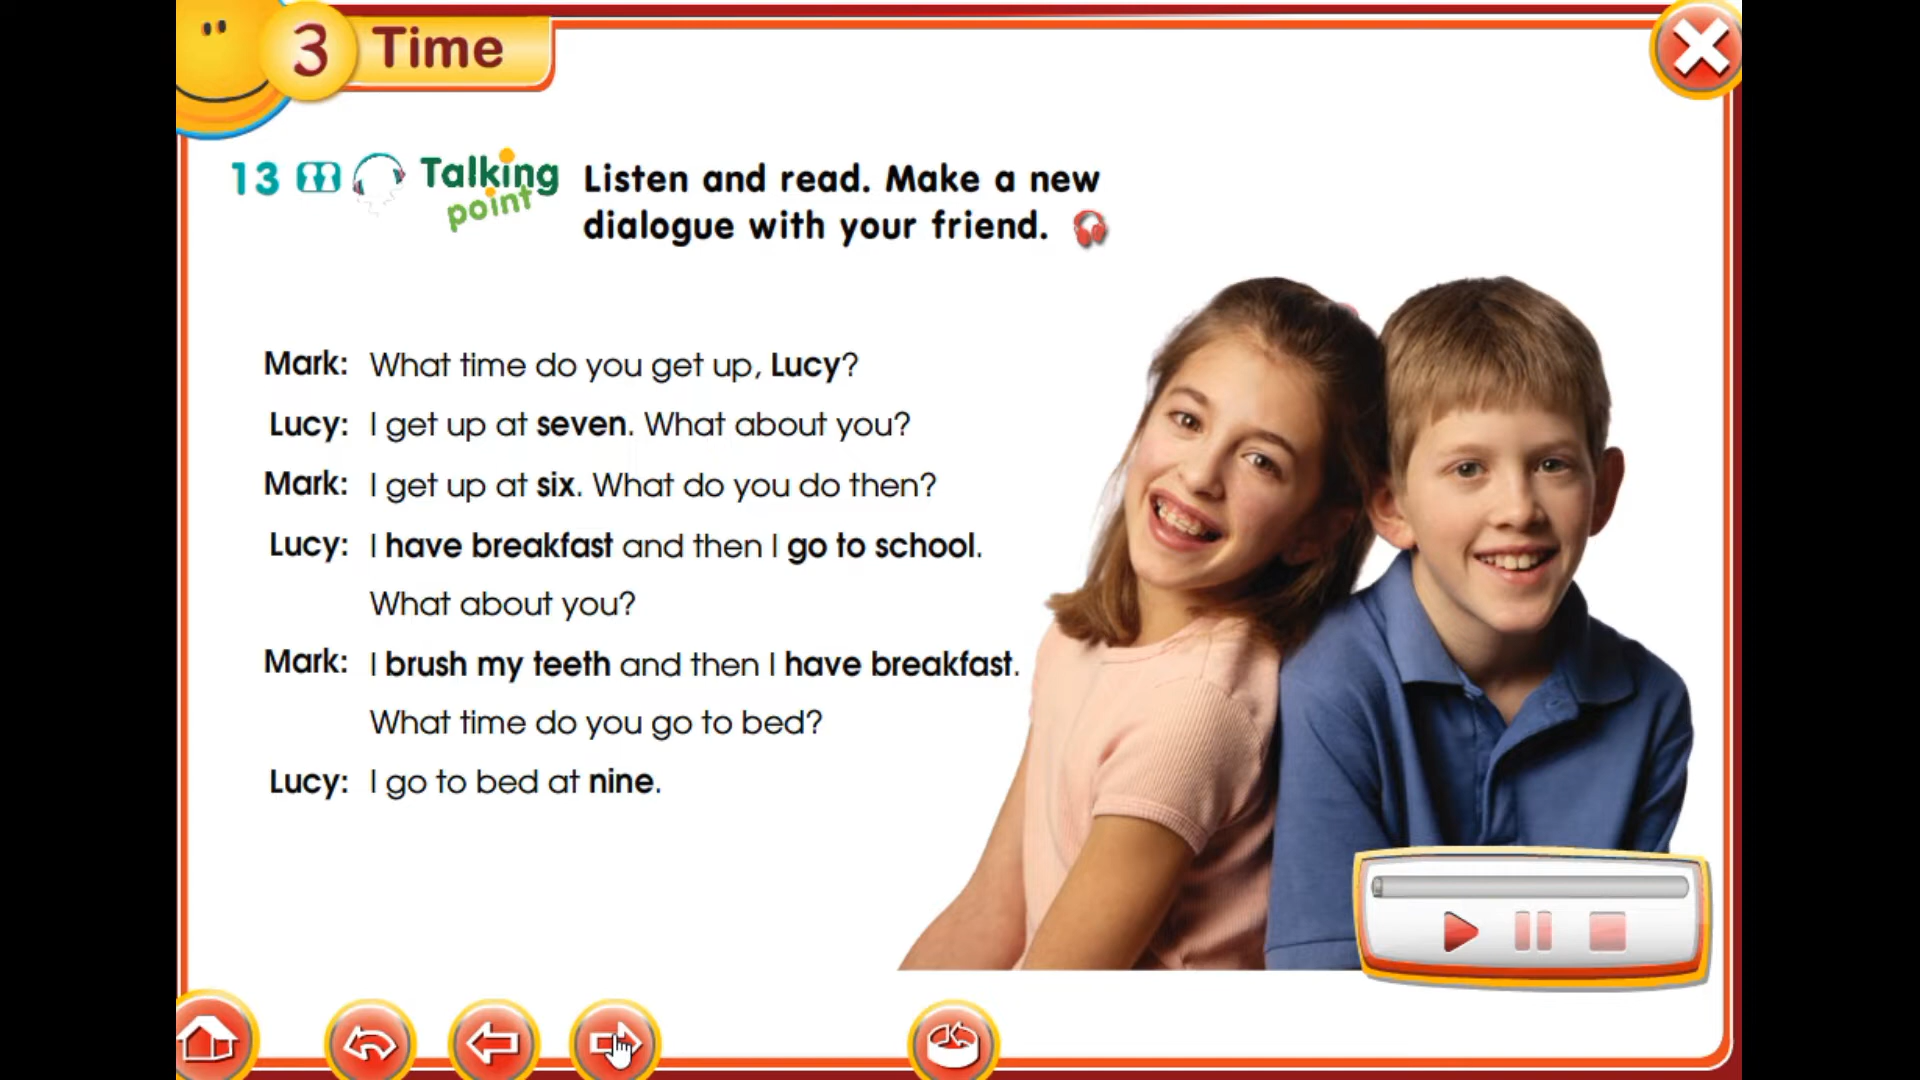 3 Time
13 Talking point Listen and read. Make a new
dialogue with your friend.
Mark: What time do you get up, Lucy?
Lucy: I get up at seven. What about you?
Mark: I get up at six. What do you do then?
Lucy: I have breakfast and then I go to school.
What about you?
Mark: I brush my teeth and then I have breakfast.
What time do you go to bed?
Lucy: I go to bed at nine.